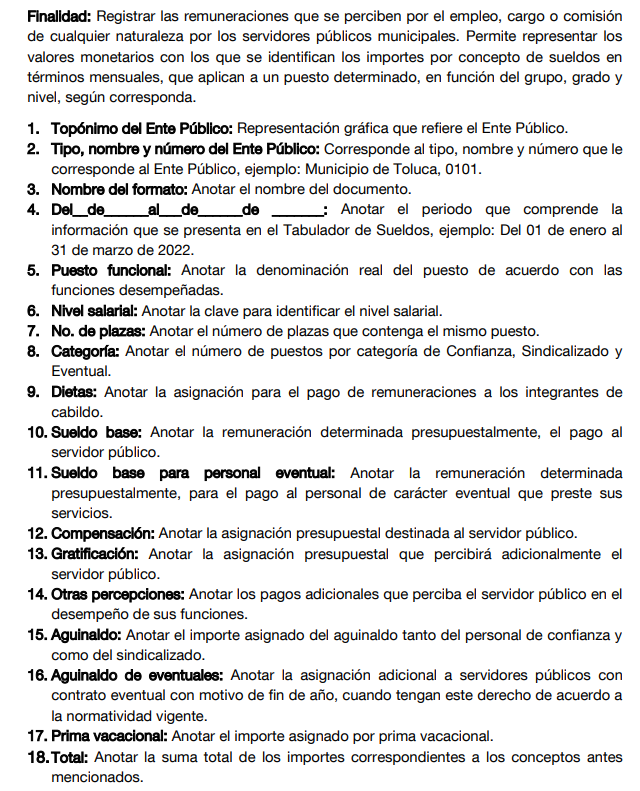 Finalidad: Registrar las remuneraciones que se perciben por el empleo, cargo o comisión
de cualquier naturaleza por los servidores públicos municipales. Permite representar los
valores monetarios con los que se identifican los importes por concepto de sueldos en
términos mensuales, que aplican a un puesto determinado, en función del grupo, grado y
nivel, según corresponda.
1. Topónimo del Ente Público: Representación gráfica que refiere el Ente Público.
2. Tipo, nombre y número del Ente Público: Corresponde al tipo, nombre y número que le
corresponde al Ente Público, ejemplo: Municipio de Toluca, 0101.
3. Nombre del formato: Anotar el nombre del documento.
4. Del__de______al___de______de _______: Anotar el periodo que comprende la
información que se presenta en el Tabulador de Sueldos, ejemplo: Del 01 de enero al
31 de marzo de 2022.
5. Puesto funcional: Anotar la denominación real del puesto de acuerdo con las
funciones desempeñadas.
6. Nivel salarial: Anotar la clave para identificar el nivel salarial.
7. No. de plazas: Anotar el número de plazas que contenga el mismo puesto.
8. Categoría: Anotar el número de puestos por categoría de Confianza, Sindicalizado y
Eventual.
9. Dietas: Anotar la asignación para el pago de remuneraciones a los integrantes de
cabildo.
10. Sueldo base: Anotar la remuneración determinada presupuestalmente, el pago al
servidor público.
11. Sueldo base para personal eventual: Anotar la remuneración determinada
presupuestalmente, para el pago al personal de carácter eventual que preste sus
servicios.
12. Compensación: Anotar la asignación presupuestal destinada al servidor público.
13. Gratificación: Anotar la asignación presupuestal que percibirá adicionalmente el
servidor público.
14. Otras percepciones: Anotar los pagos adicionales que perciba el servidor público en el
desempeño de sus funciones.
15. Aguinaldo: Anotar el importe asignado del aguinaldo tanto del personal de confianza y
como del sindicalizado.
16. Aguinaldo de eventuales: Anotar la asignación adicional a servidores públicos con
contrato eventual con motivo de fin de año, cuando tengan este derecho de acuerdo a
la normatividad vigente.
17. Prima vacacional: Anotar el importe asignado por prima vacacional.
18. Total: Anotar la suma total de los importes correspondientes a los conceptos antes
mencionados.